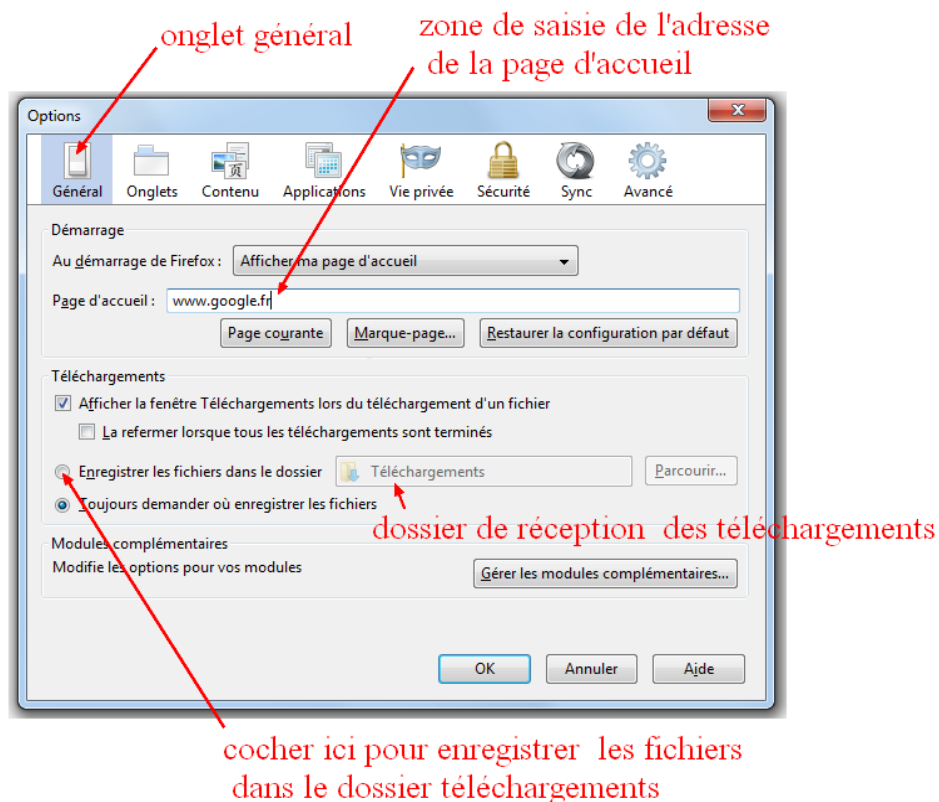 onglet général
zone de saisie de l'adresse
de la page d'accueil
Options
Général Onglets Contenu Applications Vie privée Sécurité Sync Avancé
Démarrage
Au démarrage de Firefox : Afficher ma page d'accueil
Page d'accueil : www.google.fr
Page courante Marque-page... Restaurer la configuration par défaut
Téléchargements
Afficher la fenêtre Téléchargements lors du téléchargement d'un fichier
La refermer lorsque tous les téléchargements sont terminés
Enregistrer les fichiers dans le dossier Téléchargements Parcourir...
Toujours demander où enregistrer les fichiers
dossier de réception des téléchargements
Modules complémentaires
Modifie les options pour vos modules Gérer les modules complémentaires...
OK Annuler Aide
cocher ici pour enregistrer les fichiers
dans le dossier téléchargements